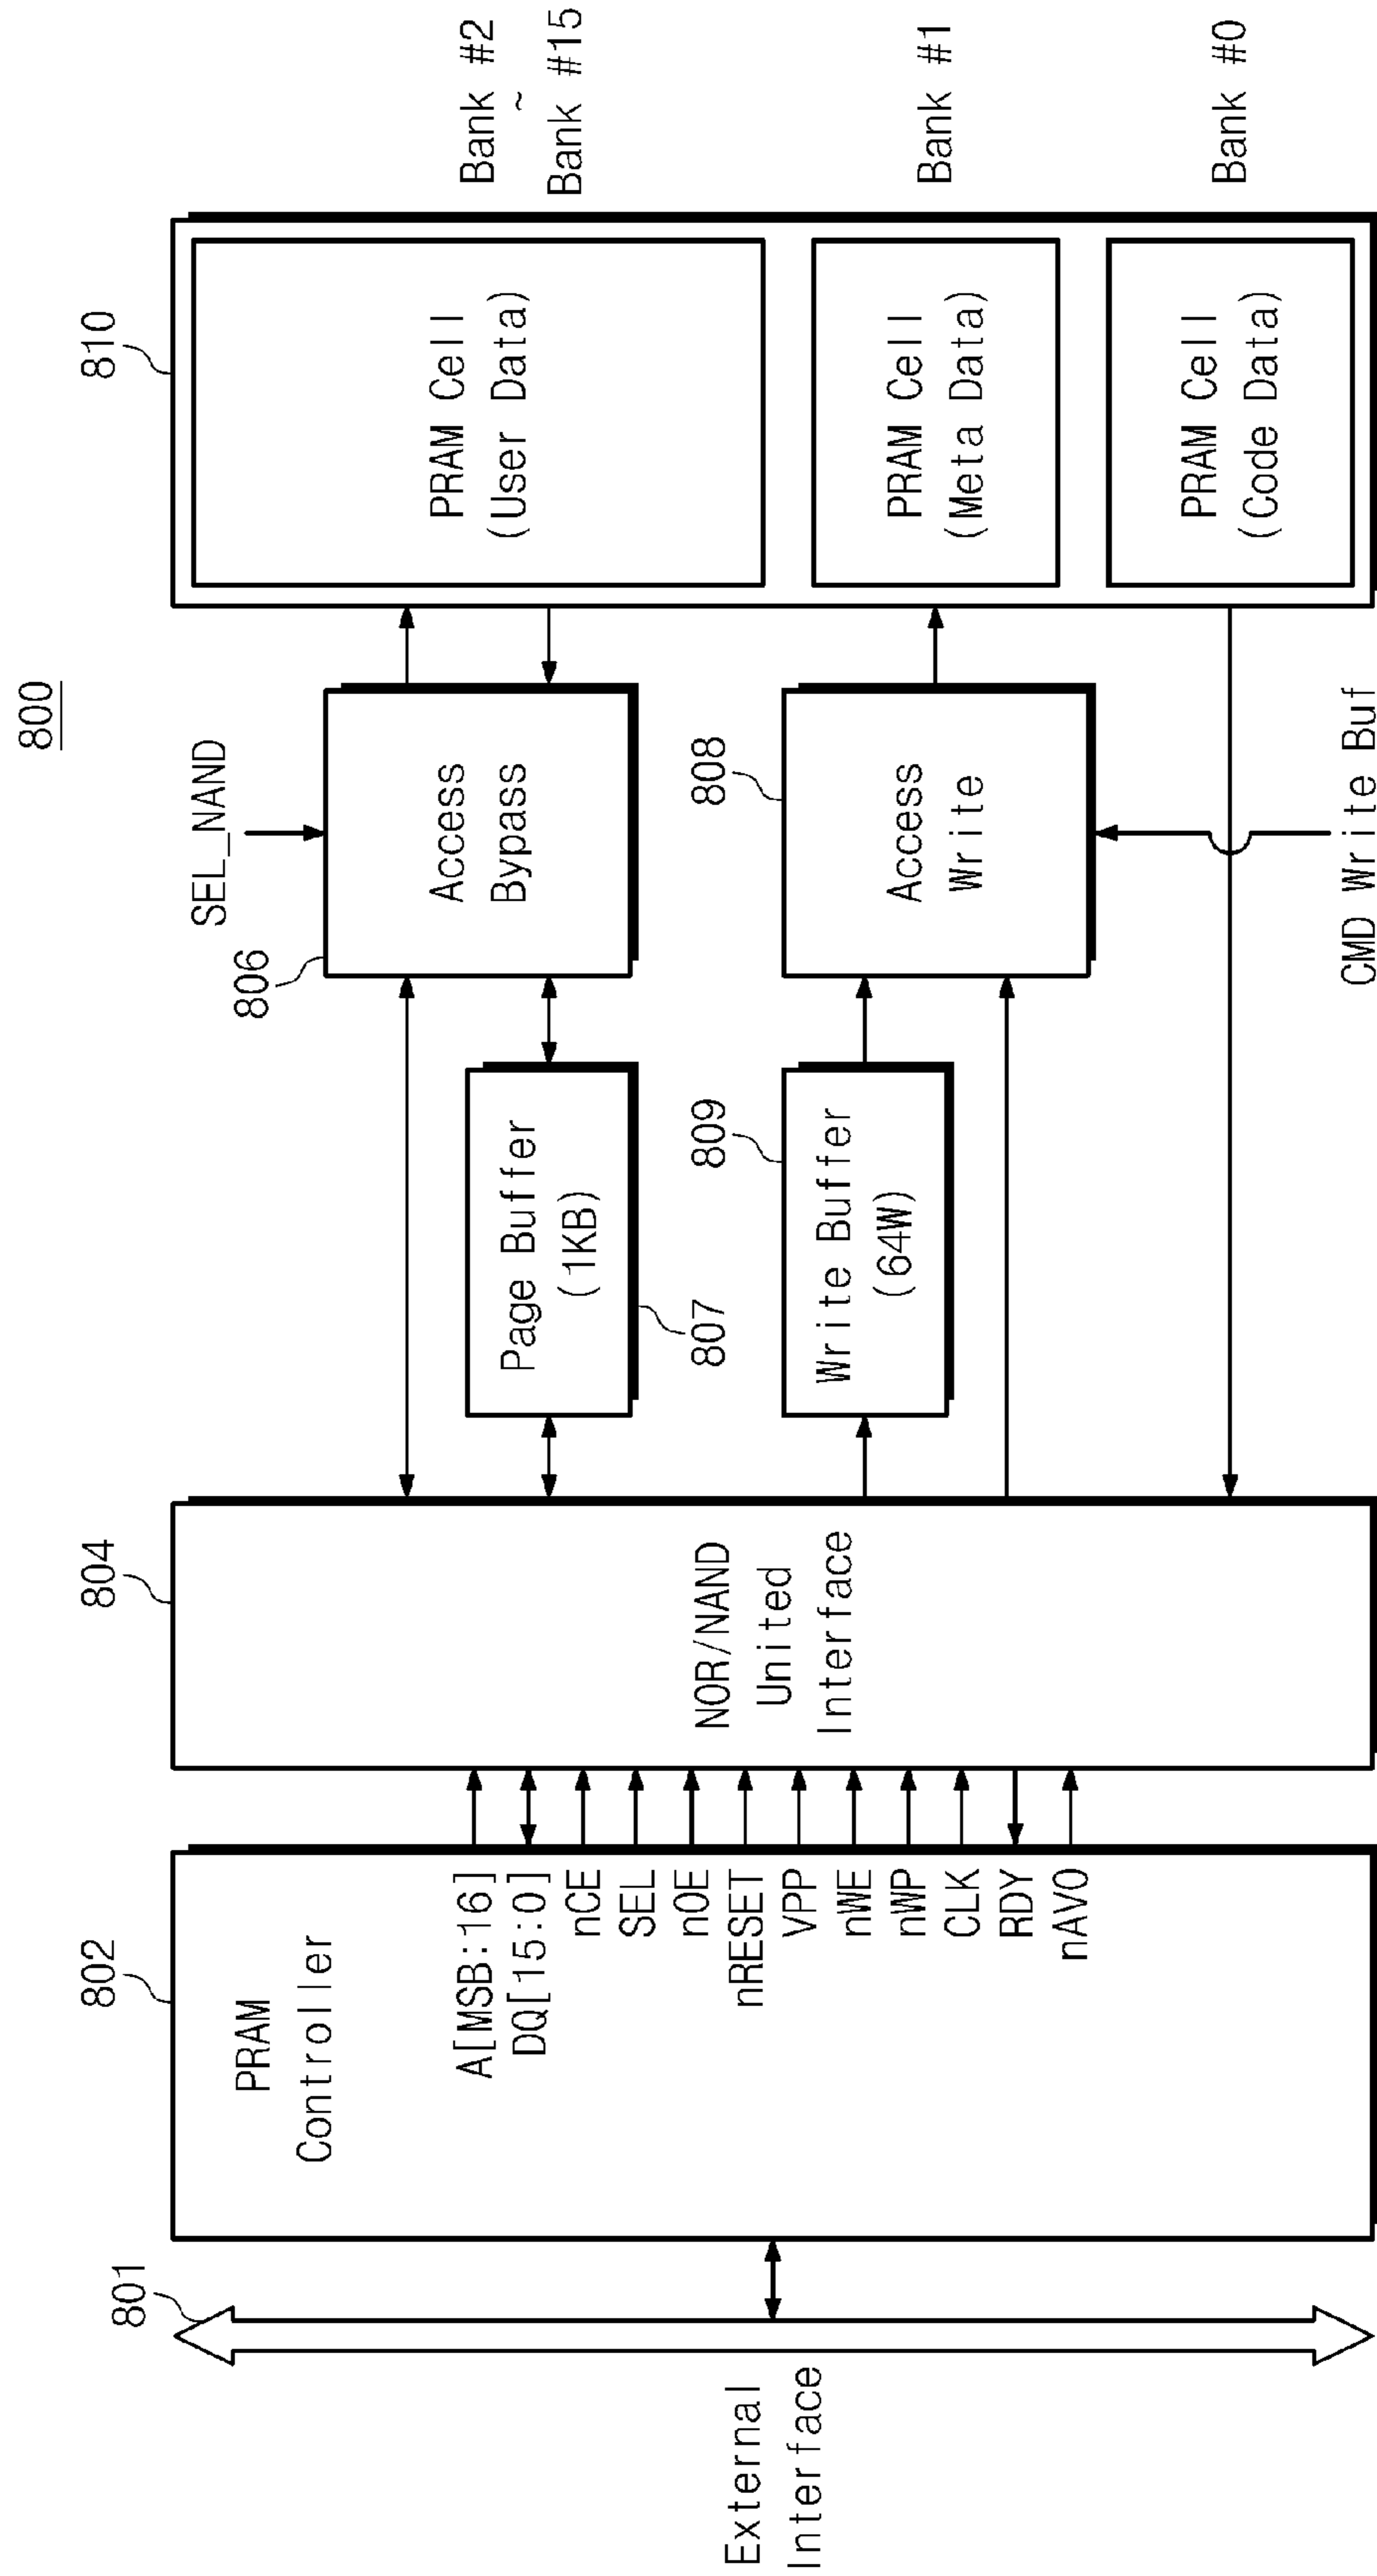 800
External
Interface
801
802
PRAM
Controller
A[MSB:16]
DQ[15:0]
nCE
SEL
nOE
nRESET
VPP
nWE
nWP
CLK
RDY
nAVO
804
NOR/NAND
United
Interface
SEL_NAND
806
Access
Bypass
Page Buffer
(1KB)
807
808
Access
Write
809
Write Buffer
(64W)
CMD Write Buf
810
PRAM Cell
(User Data)
PRAM Cell
(Meta Data)
PRAM Cell
(Code Data)
Bank #2
~
Bank #15
Bank #1
Bank #0